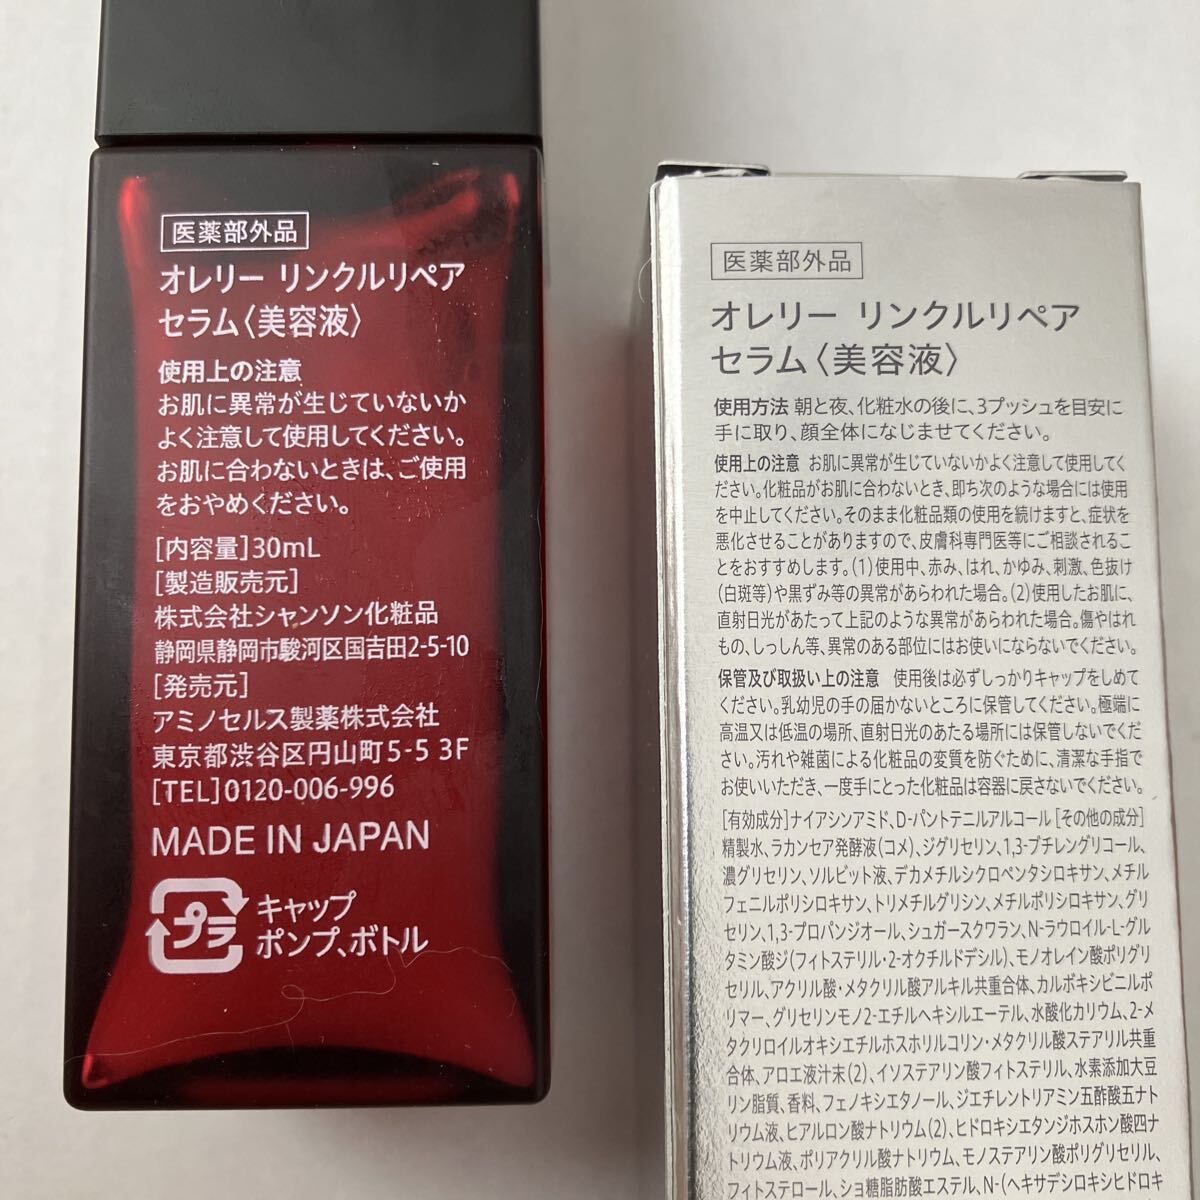 医薬部外品
オレリー リンクルリペア
セラム〈美容液〉
使用上の注意
お肌に異常が生じていないか
よく注意して使用してください。
お肌に合わないときは、ご使用
をおやめください。
[内容量]30mL
[製造販売元]
株式会社シャンソン化粧品
静岡県静岡市駿河区国吉田2-5-10
[発売元]
アミノセルス製薬株式会社
東京都渋谷区円山町5-5 3F
[TEL]0120-006-996
MADE IN JAPAN
プラ
キャップ
ポンプ、ボトル
医薬部外品
オレリー リンクルリペア
セラム〈美容液〉
使用方法 朝と夜、化粧水の後に、3プッシュを目安に
手に取り、顔全体になじませてください。
使用上の注意 お肌に異常が生じていないかよく注意して使用してく
ださい。化粧品がお肌に合わないとき、即ち次のような場合には使用
を中止してください。そのまま化粧品類の使用を続けますと、症状を
悪化させることがありますので、皮膚科専門医等にご相談されるこ
とをおすすめします。(1)使用中、赤み、はれ、かゆみ、刺激、色抜け
(白斑等)や黒ずみ等の異常があらわれた場合。(2)使用したお肌に、
直射日光があたって上記のような異常があらわれた場合。傷やはれ
もの、しっしん等、異常のある部位にはお使いにならないでください。
保管及び取扱い上の注意 使用後は必ずしっかりキャップをしめて
ください。乳幼児の手の届かないところに保管してください。極端に
高温又は低温の場所、直射日光のあたる場所には保管しないでくだ
さい。汚れや雑菌による化粧品の変質を防ぐために、清潔な手指で
お使いいただき、一度手にとった化粧品は容器に戻さないでください。
[有効成分]ナイアシンアミド、D-パントテニルアルコール [その他の成分]
精製水、ラカンセア発酵液(コメ)、ジグリセリン、1,3-ブチレングリコール、
濃グリセリン、ソルビット液、デカメチルシクロペンタシロキサン、メチル
フェニルポリシロキサン、トリメチルグリシン、メチルポリシロキサン、グリ
セリン、1,3-プロパンジオール、シュガースクワラン、N-ラウロイル-L-グル
タミン酸ジ(フィトステリル・2-オクチルドデシル)、モノオレイン酸ポリグリ
セリル、アクリル酸・メタクリル酸アルキル共重合体、カルボキシビニルポ
リマー、グリセリンモノ2-エチルヘキシルエーテル、水酸化カリウム、2-メ
タクリロイルオキシエチルホスホリルコリン・メタクリル酸ステアリル共重
合体、アロエ液汁末(2)、イソステアリン酸フィトステリル、水素添加大豆
リン脂質、香料、フェノキシエタノール、ジエチレントリアミン五酢酸五ナト
リウム液、ヒアルロン酸ナトリウム(2)、ヒドロキシエタンジホスホン酸四ナ
トリウム液、ポリアクリル酸ナトリウム、モノステアリン酸ポリグリセリル、
フィトステロール、ショ糖脂肪酸エステル、N-(ヘキサデシロキシヒドロキ